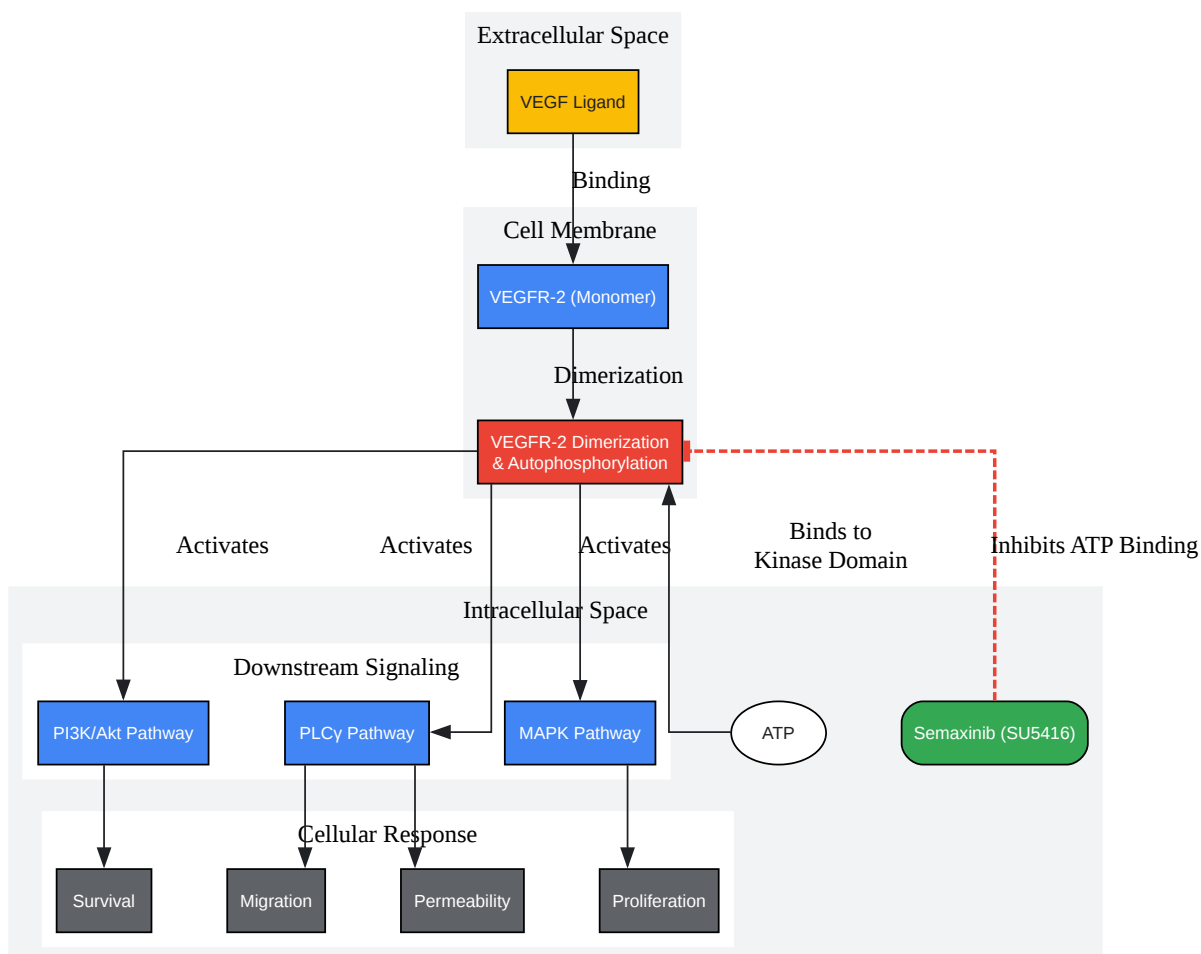 Extracellular Space
VEGF Ligand
Binding
Cell Membrane
VEGFR-2 (Monomer)
Dimerization
VEGFR-2 Dimerization
& Autophosphorylation
Activates
Activates
Activates
Binds to
Kinase Domain
Inhibits ATP Binding
Intracellular Space
Downstream Signaling
PI3K/Akt Pathway
PLCγ Pathway
MAPK Pathway
ATP
Semaxinib (SU5416)
Cellular Response
Survival
Migration
Permeability
Proliferation